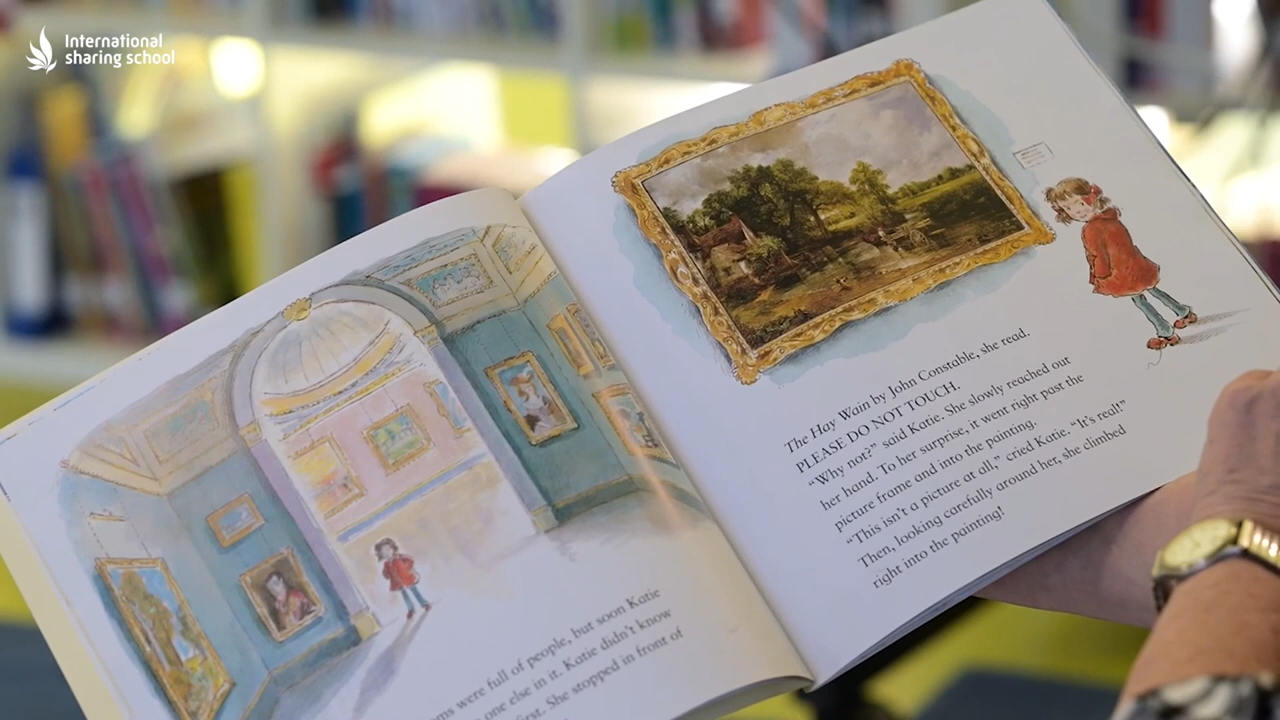 International
sharing school
oms were full of people, but soon Katie
one else in it. Katie didn't know
first. She stopped in front of
The Hay Wain by John Constable, she read.
PLEASE DO NOT TOUCH.
“Why not?” said Katie. She slowly reached out
her hand. To her surprise, it went right past the
picture frame and into the painting.
“This isn't a picture at all,” cried Katie. “It's real!”
Then, looking carefully around her, she climbed
right into the painting!